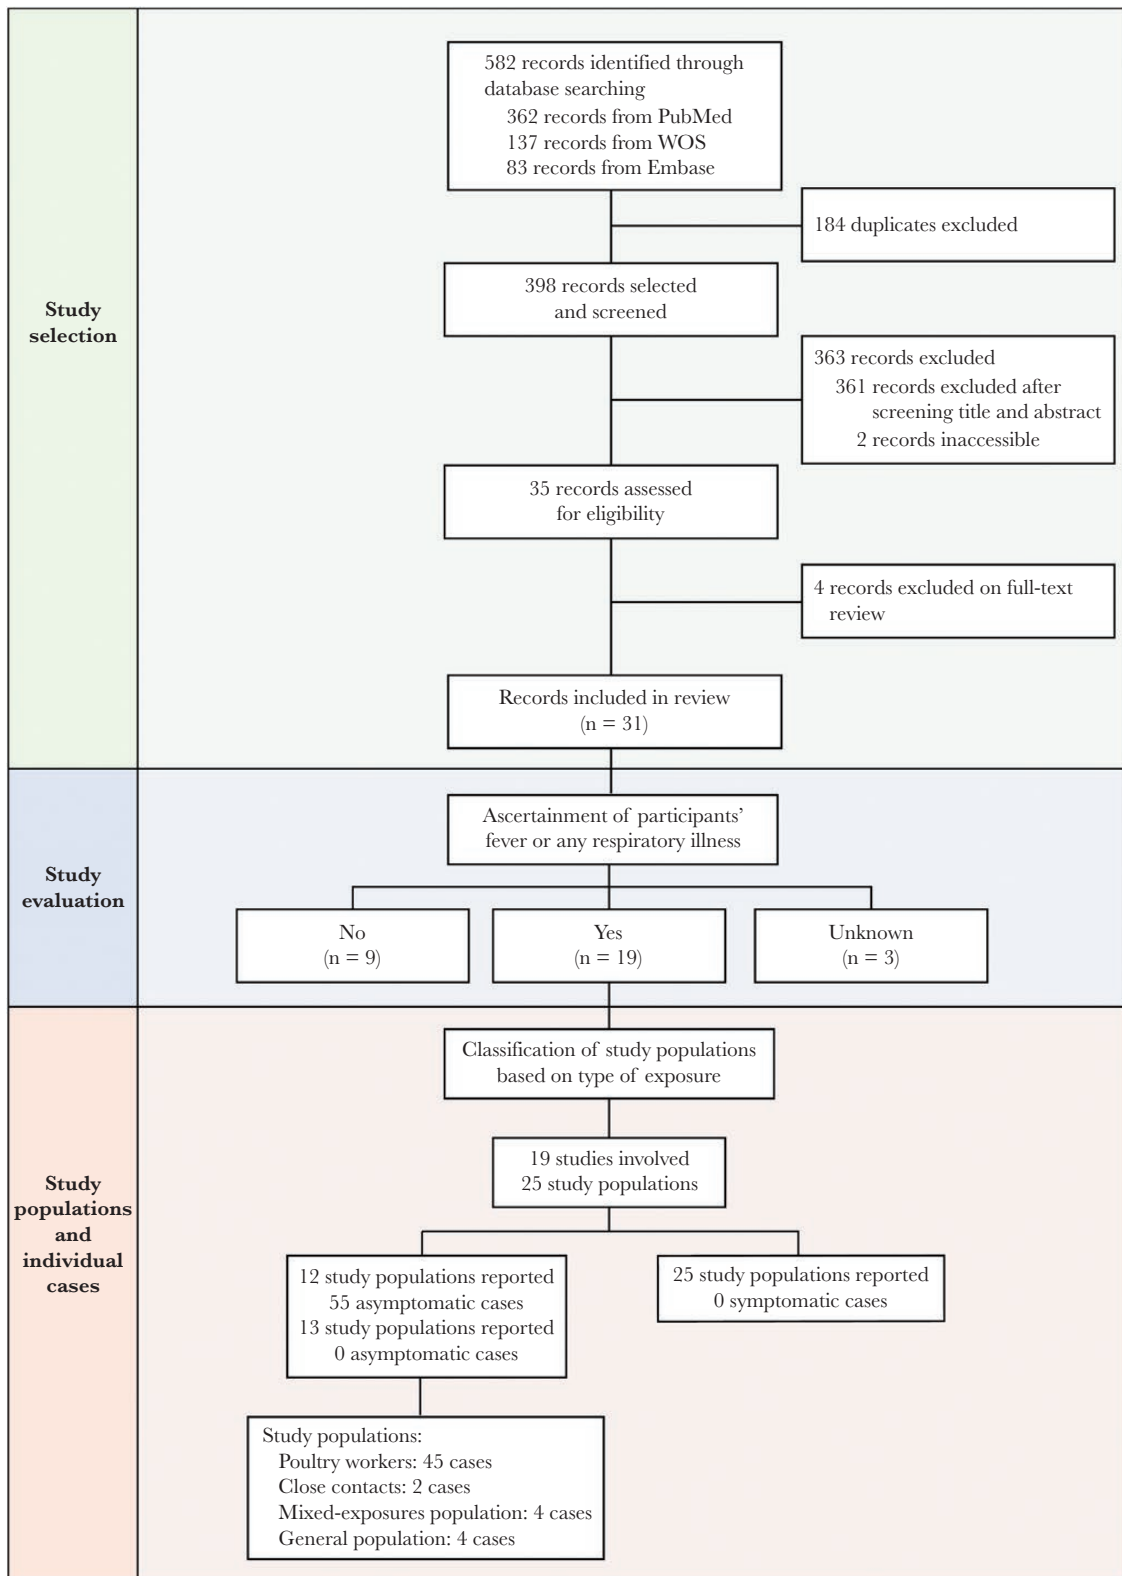 582 records identified through
database searching
362 records from PubMed
137 records from WOS
83 records from Embase
184 duplicates excluded
398 records selected
and screened
Study
selection
363 records excluded
361 records excluded after
screening title and abstract
2 records inaccessible
35 records assessed
for eligibility
4 records excluded on full-text
review
Records included in review
(n = 31)
Study
evaluation
Ascertainment of participants'
fever or any respiratory illness
No
(n = 9)
Yes
(n = 19)
Unknown
(n = 3)
Study
populations
and
individual
cases
Classification of study populations
based on type of exposure
19 studies involved
25 study populations
12 study populations reported
55 asymptomatic cases
13 study populations reported
0 asymptomatic cases
25 study populations reported
0 symptomatic cases
Study populations:
Poultry workers: 45 cases
Close contacts: 2 cases
Mixed-exposures population: 4 cases
General population: 4 cases